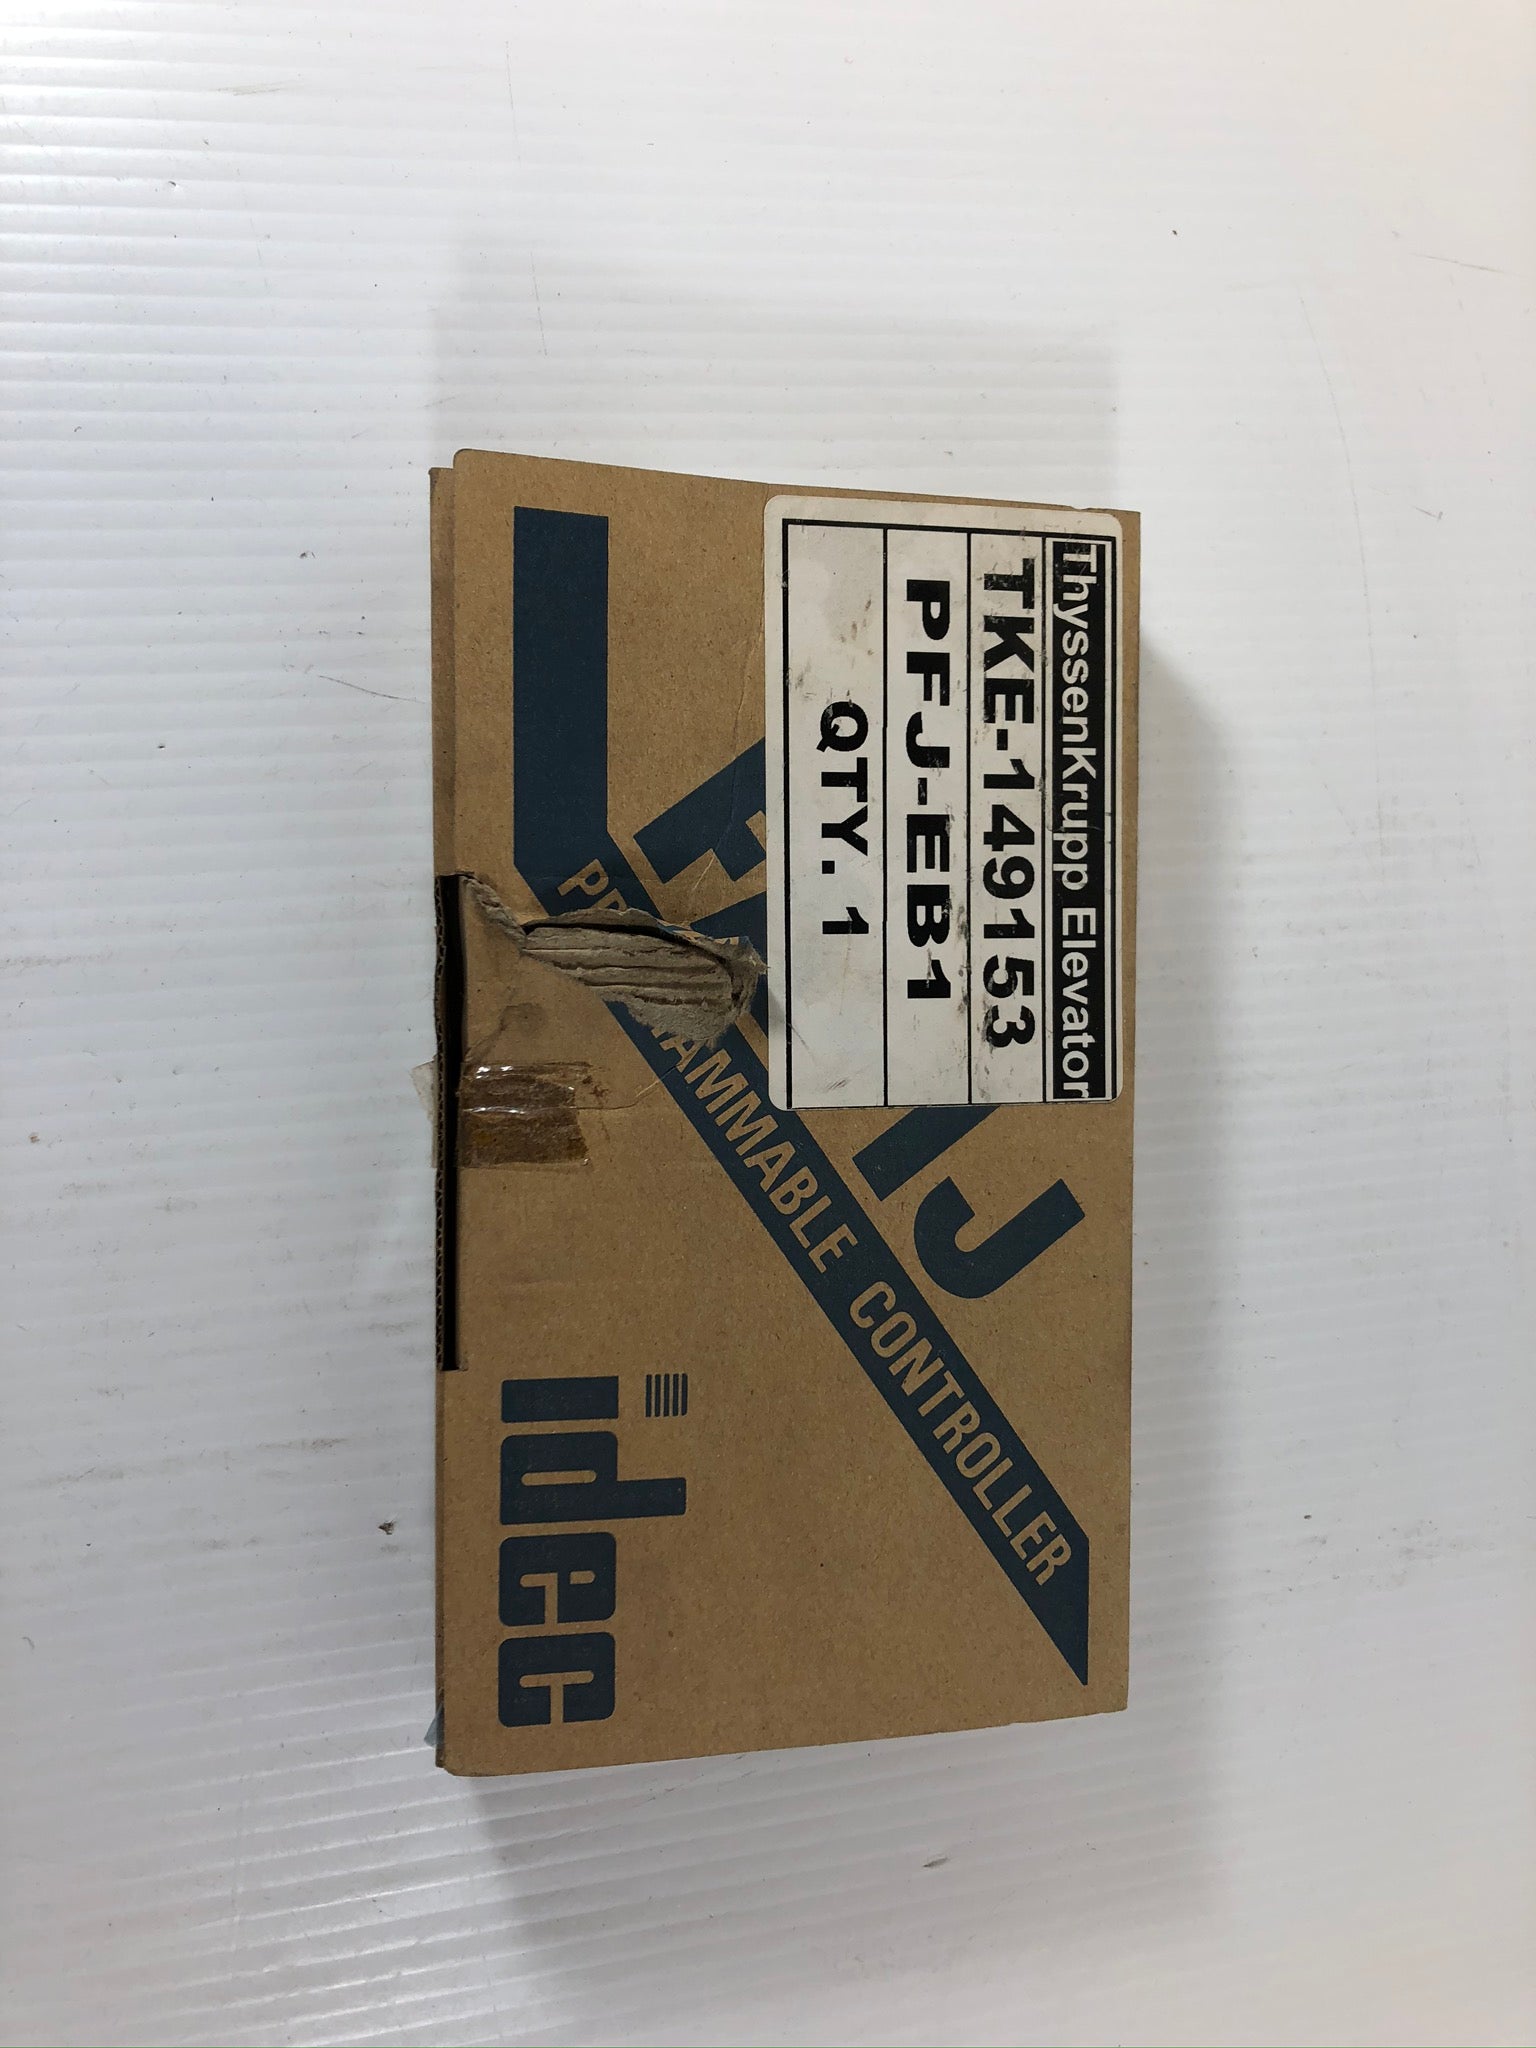 ThyssenKrupp Elevator
TKE-149153
PFJ-EB1
QTY. 1
J
CONTROLLER
idec